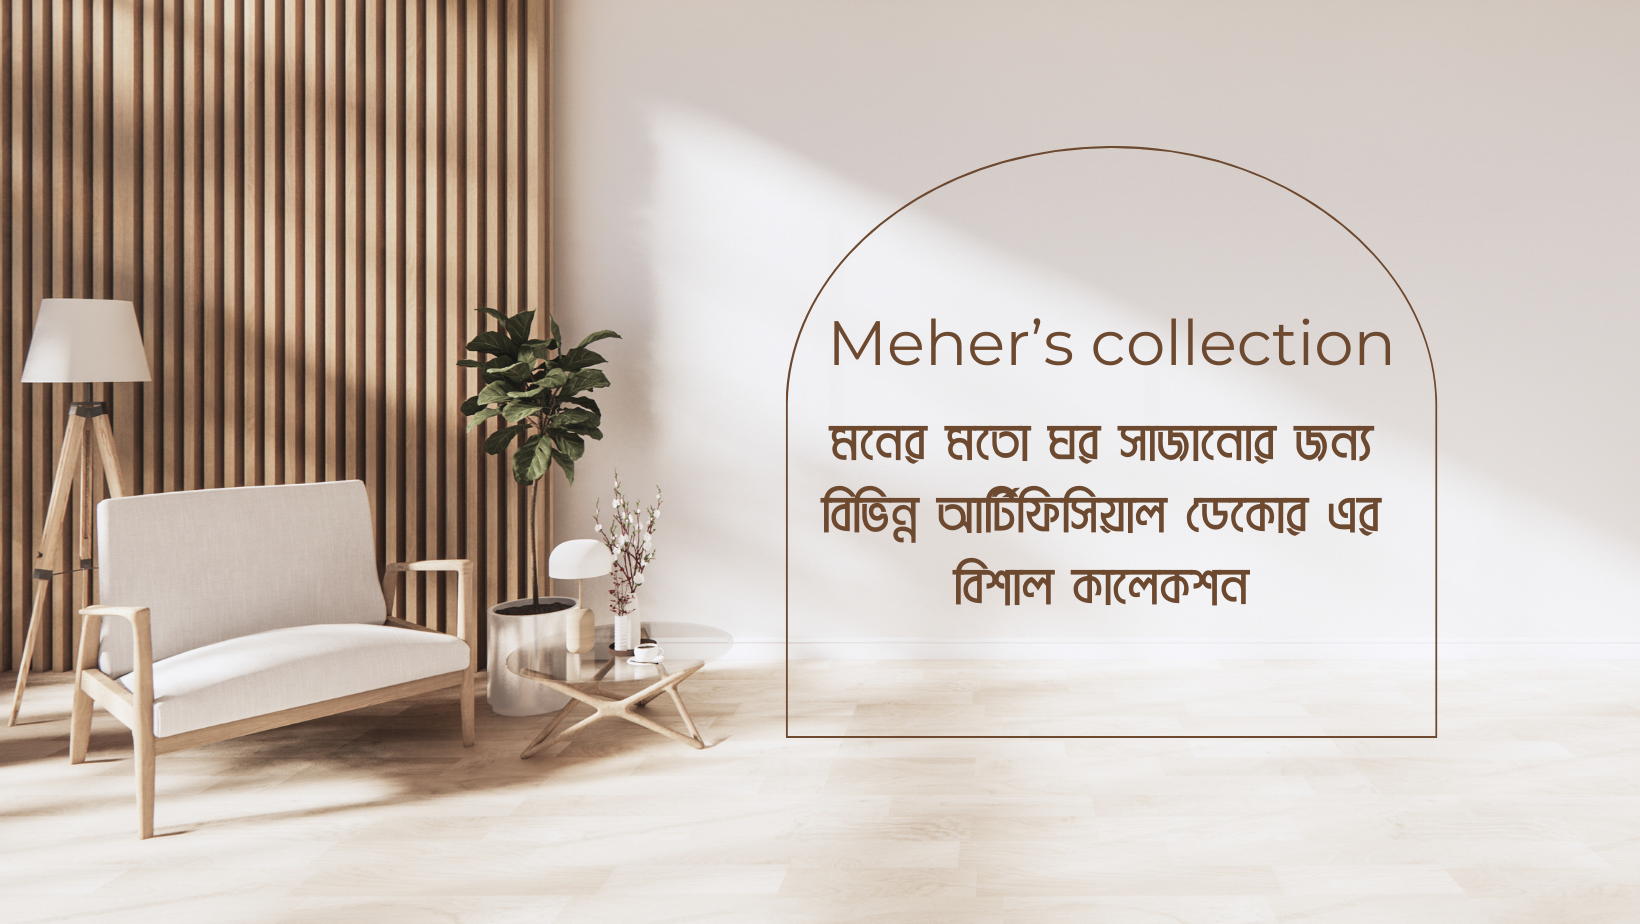 Meher’s collection
মনের মতো ঘর সাজানোর জন্য
বিভিন্ন আর্টিফিসিয়াল ডেকোর এর
বিশাল কালেকশন